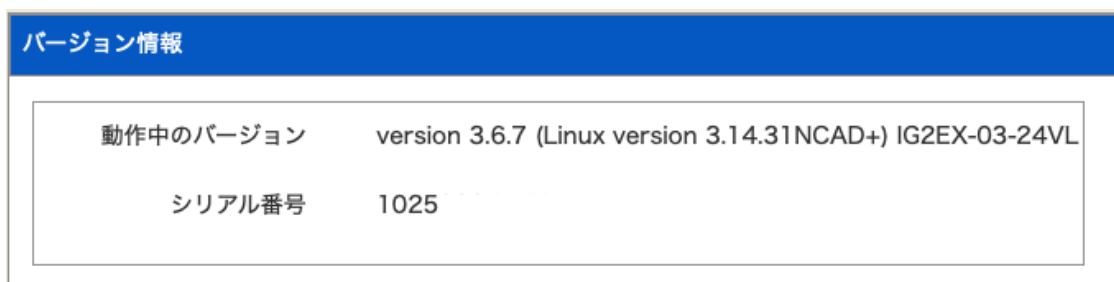 バージョン情報
動作中のバージョン version 3.6.7 (Linux version 3.14.31NCAD+) IG2EX-03-24VL
シリアル番号 1025